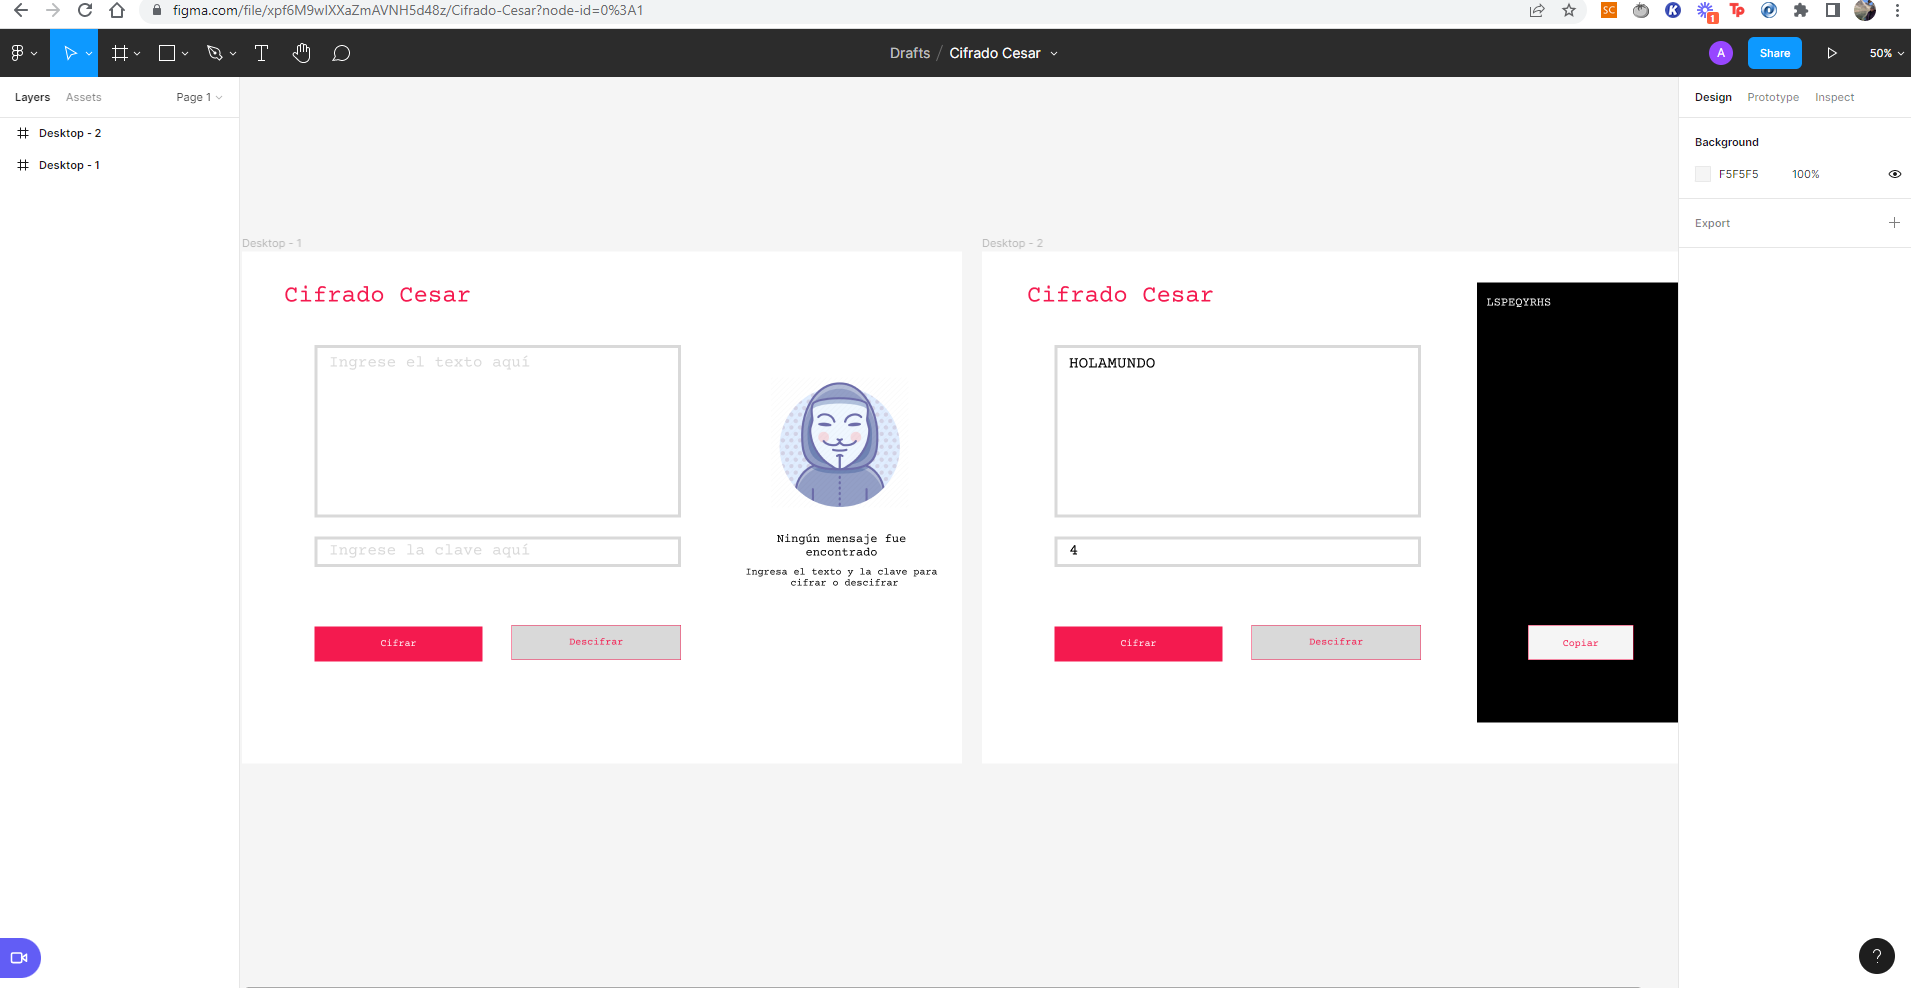 figma.com/file/xpf6M9wIXXaZmAVNH5d48z/Cifrado-Cesar?node-id=0%3A1
SC
K
1
Tp
T
Drafts / Cifrado Cesar
A
Share
50%
Layers
Assets
Page 1
Desktop - 2
Desktop - 1
Design
Prototype
Inspect
Background
F5F5F5
100%
Export
Desktop - 1
Cifrado Cesar
Ingrese el texto aquí
Ingrese la clave aquí
Cifrar
Descifrar
Ningún mensaje fue
encontrado
Ingresa el texto y la clave para
cifrar o descifrar
Desktop - 2
Cifrado Cesar
HOLAMUNDO
4
Cifrar
Descifrar
LSPEQYRHS
Copiar
?